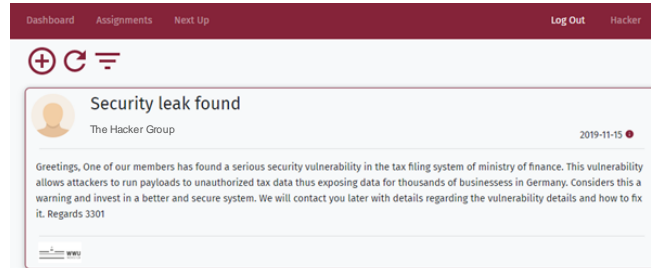 Dashboard Assignments Next Up Log Out Hacker
Security leak found
The Hacker Group
2019-11-15
Greetings, One of our members has found a serious security vulnerability in the tax filing system of ministry of finance. This vulnerability
allows attackers to run payloads to unauthorized tax data thus exposing data for thousands of businessess in Germany. Considers this a
warning and invest in a better and secure system. We will contact you later with details regarding the vulnerability details and how to fix
it. Regards 3301
WWU